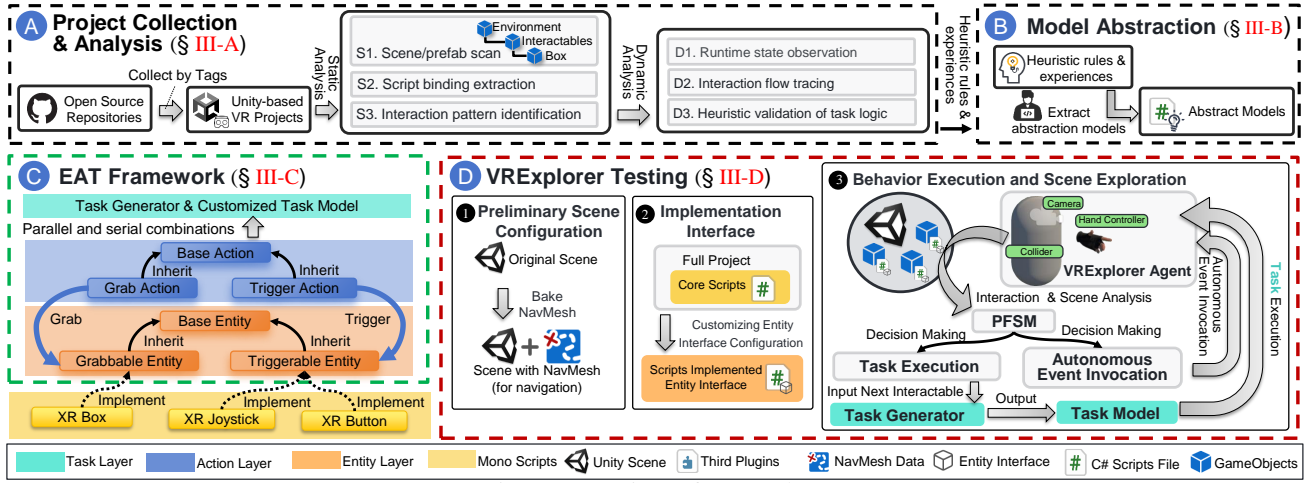 A Project Collection
& Analysis (§ III-A)
Collect by Tags
Open Source
Repositories
Unity-based
VR Projects
Static
Analysis
S1. Scene/prefab scan
Environment
Interactables
Box
S2. Script binding extraction
S3. Interaction pattern identification
Dynamic
Analysis
D1. Runtime state observation
D2. Interaction flow tracing
D3. Heuristic validation of task logic
Heuristic rules &
experiences
B Model Abstraction (§ III-B)
Heuristic rules &
experiences
Extract
abstraction models
# Abstract Models
C EAT Framework (§ III-C)
Task Generator & Customized Task Model
Parallel and serial combinations
Base Action
Inherit
Inherit
Grab Action
Trigger Action
Grab
Base Entity
Trigger
Inherit
Inherit
Grabbable Entity
Triggerable Entity
Implement
Implement
Implement
XR Box
XR Joystick
XR Button
D VRExplorer Testing (§ III-D)
1 Preliminary Scene
Configuration
Original Scene
Bake
NavMesh
Scene with NavMesh
(for navigation)
2 Implementation
Interface
Full Project
Core Scripts #
Customizing Entity
Interface Configuration
Scripts Implemented
Entity Interface #
3 Behavior Execution and Scene Exploration
Camera
Hand Controller
Collider
VRExplorer Agent
Interaction & Scene Analysis
PFSM
Decision Making
Decision Making
Task Execution
Autonomous
Event Invocation
Input Next Interactable
Task Generator
Output
Task Model
Autonomous
Event Invocation
Task Execution
Task Layer
Action Layer
Entity Layer
Mono Scripts
Unity Scene
Third Plugins
NavMesh Data
Entity Interface
# C# Scripts File
GameObjects